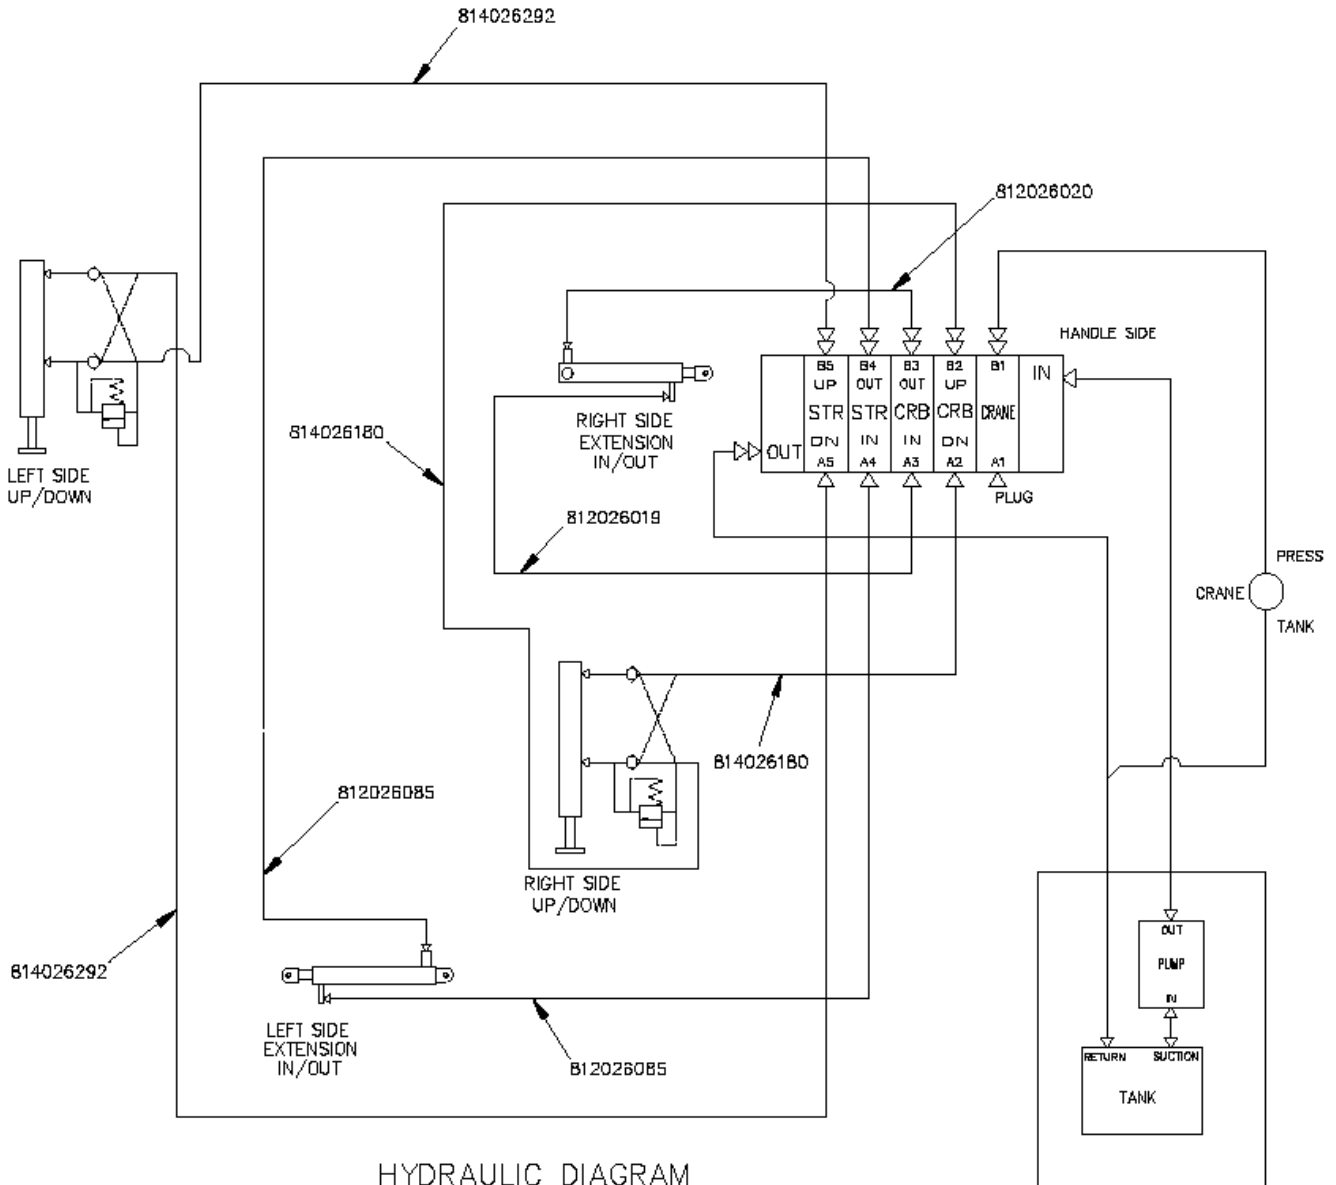 814026292
812026020
HANDLE SIDE
B5 B4 B3 B2 B1 IN
UP OUT OUT UP
STR STR CRB CRB CRANE
OUT
DN IN IN DN
A5 A4 A3 A2 A1
PLUG
RIGHT SIDE
EXTENSION
IN/OUT
814026180
LEFT SIDE
UP/DOWN
812026019
PRESS
CRANE
TANK
814026180
812026085
RIGHT SIDE
UP/DOWN
814026292
OUT
PUMP
IN
LEFT SIDE
EXTENSION
IN/OUT
812026085
RETURN SUCTION
TANK
HYDRAULIC DIAGRAM